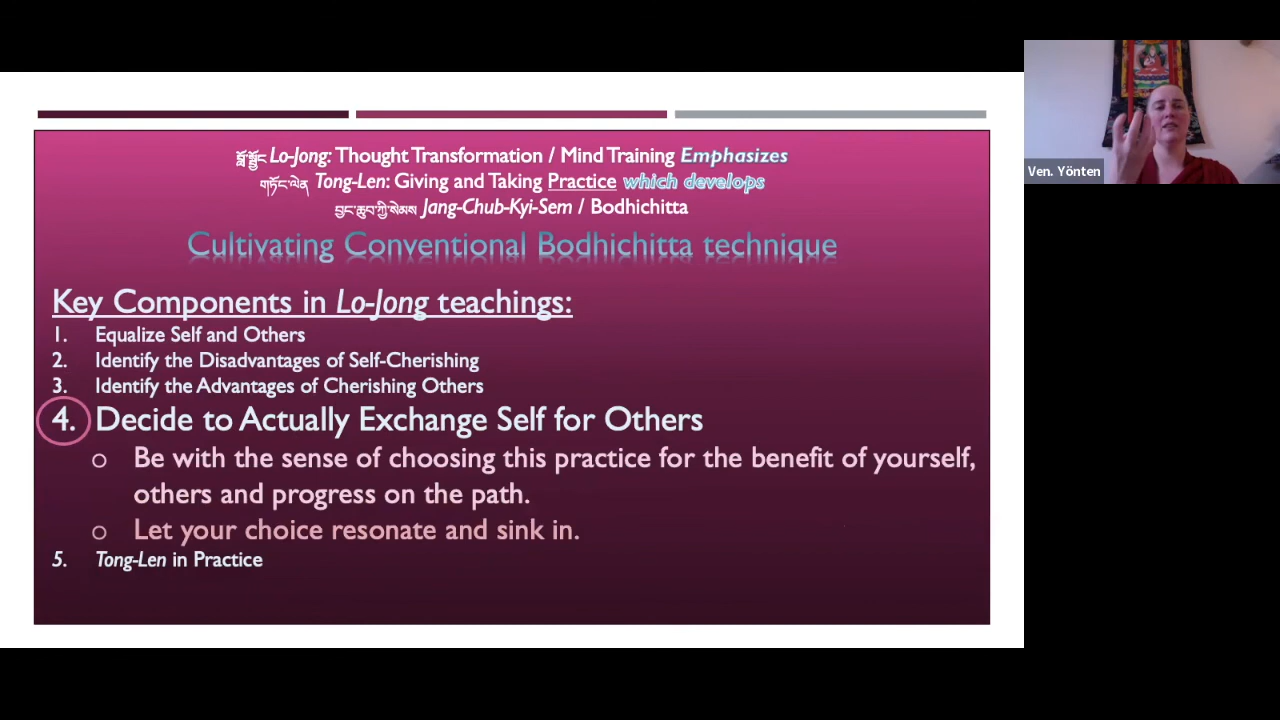 བློ་སྦྱོང Lo-Jong: Thought Transformation / Mind Training Emphasizes
གཏོང་ལེན Tong-Len: Giving and Taking Practice which develops
བྱང་ཆུབ་ཀྱི་སེམས Jang-Chub-Kyi-Sem / Bodhichitta
Cultivating Conventional Bodhichitta technique
Key Components in Lo-Jong teachings:
1. Equalize Self and Others
2. Identify the Disadvantages of Self-Cherishing
3. Identify the Advantages of Cherishing Others
4. Decide to Actually Exchange Self for Others
o Be with the sense of choosing this practice for the benefit of yourself,
others and progress on the path.
o Let your choice resonate and sink in.
5. Tong-Len in Practice
Ven. Yönten